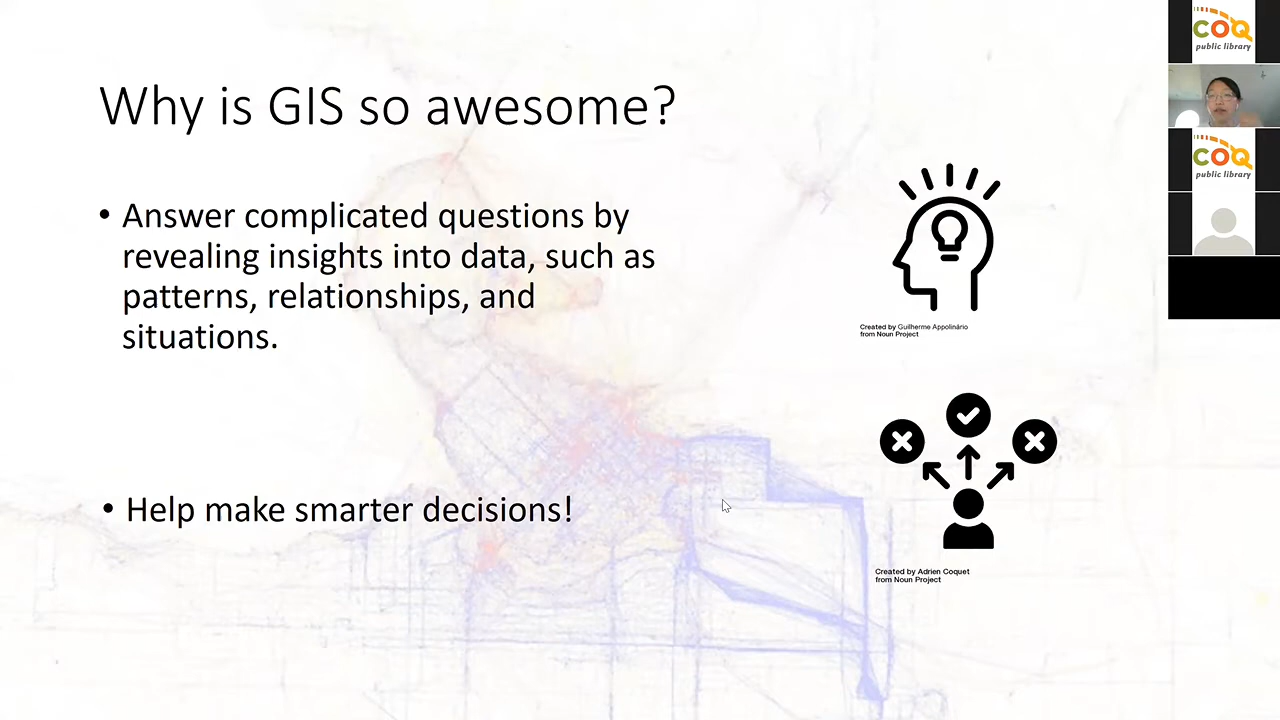 Why is GIS so awesome?
• Answer complicated questions by
revealing insights into data, such as
patterns, relationships, and
situations.
Created by Guilherme Appolinário
from Noun Project
• Help make smarter decisions!
Created by Adrien Coquet
from Noun Project
COQ
public library
COQ
public library